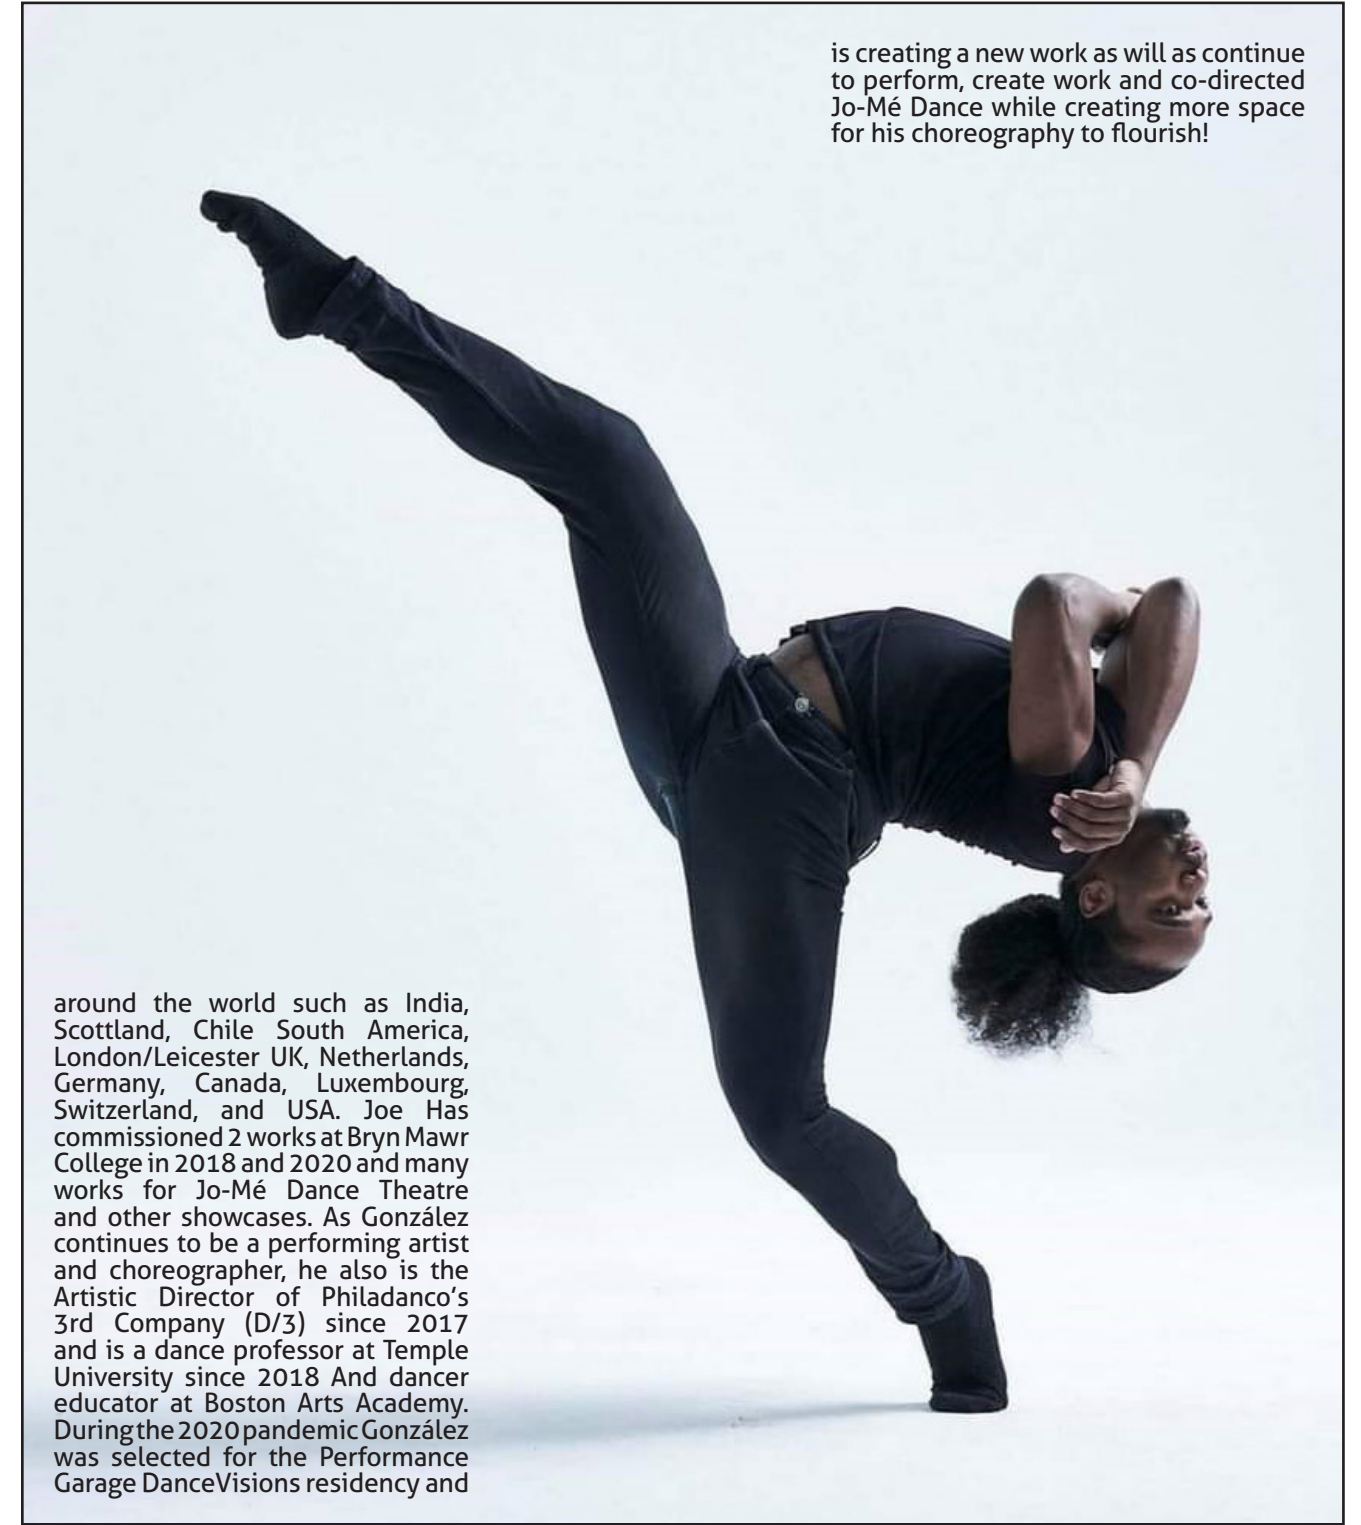 around the world such as India,
Scottland, Chile South America,
London/Leicester UK, Netherlands,
Germany, Canada, Luxembourg,
Switzerland, and USA. Joe Has
commissioned 2 works at Bryn Mawr
College in 2018 and 2020 and many
works for Jo-Mé Dance Theatre
and other showcases. As González
continues to be a performing artist
and choreographer, he also is the
Artistic Director of Philadanco's
3rd Company (D/3) since 2017
and is a dance professor at Temple
University since 2018 And dancer
educator at Boston Arts Academy.
During the 2020 pandemic González
was selected for the Performance
Garage DanceVisions residency and
is creating a new work as will as continue
to perform, create work and co-directed
Jo-Mé Dance while creating more space
for his choreography to flourish!